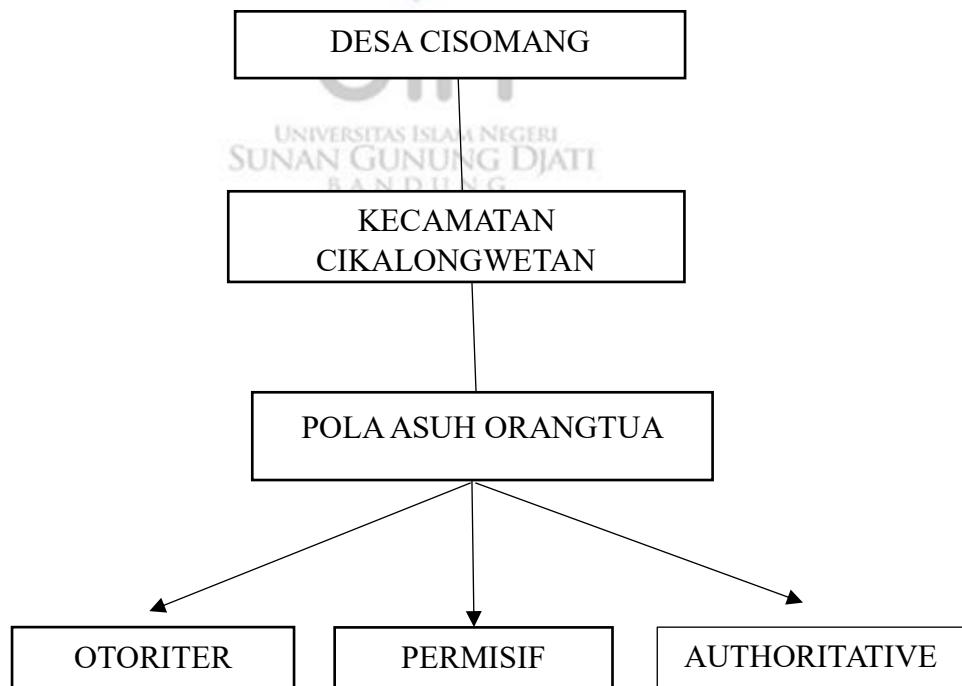 DESA CISOMANG
UNIVERSITAS ISLAM NEGERI
SUNAN GUNUNG DJATI
BANDUNG
KECAMATAN
CIKALONGWETAN
POLA ASUH ORANGTUA
OTORITER
PERMISIF
AUTHORITATIVE